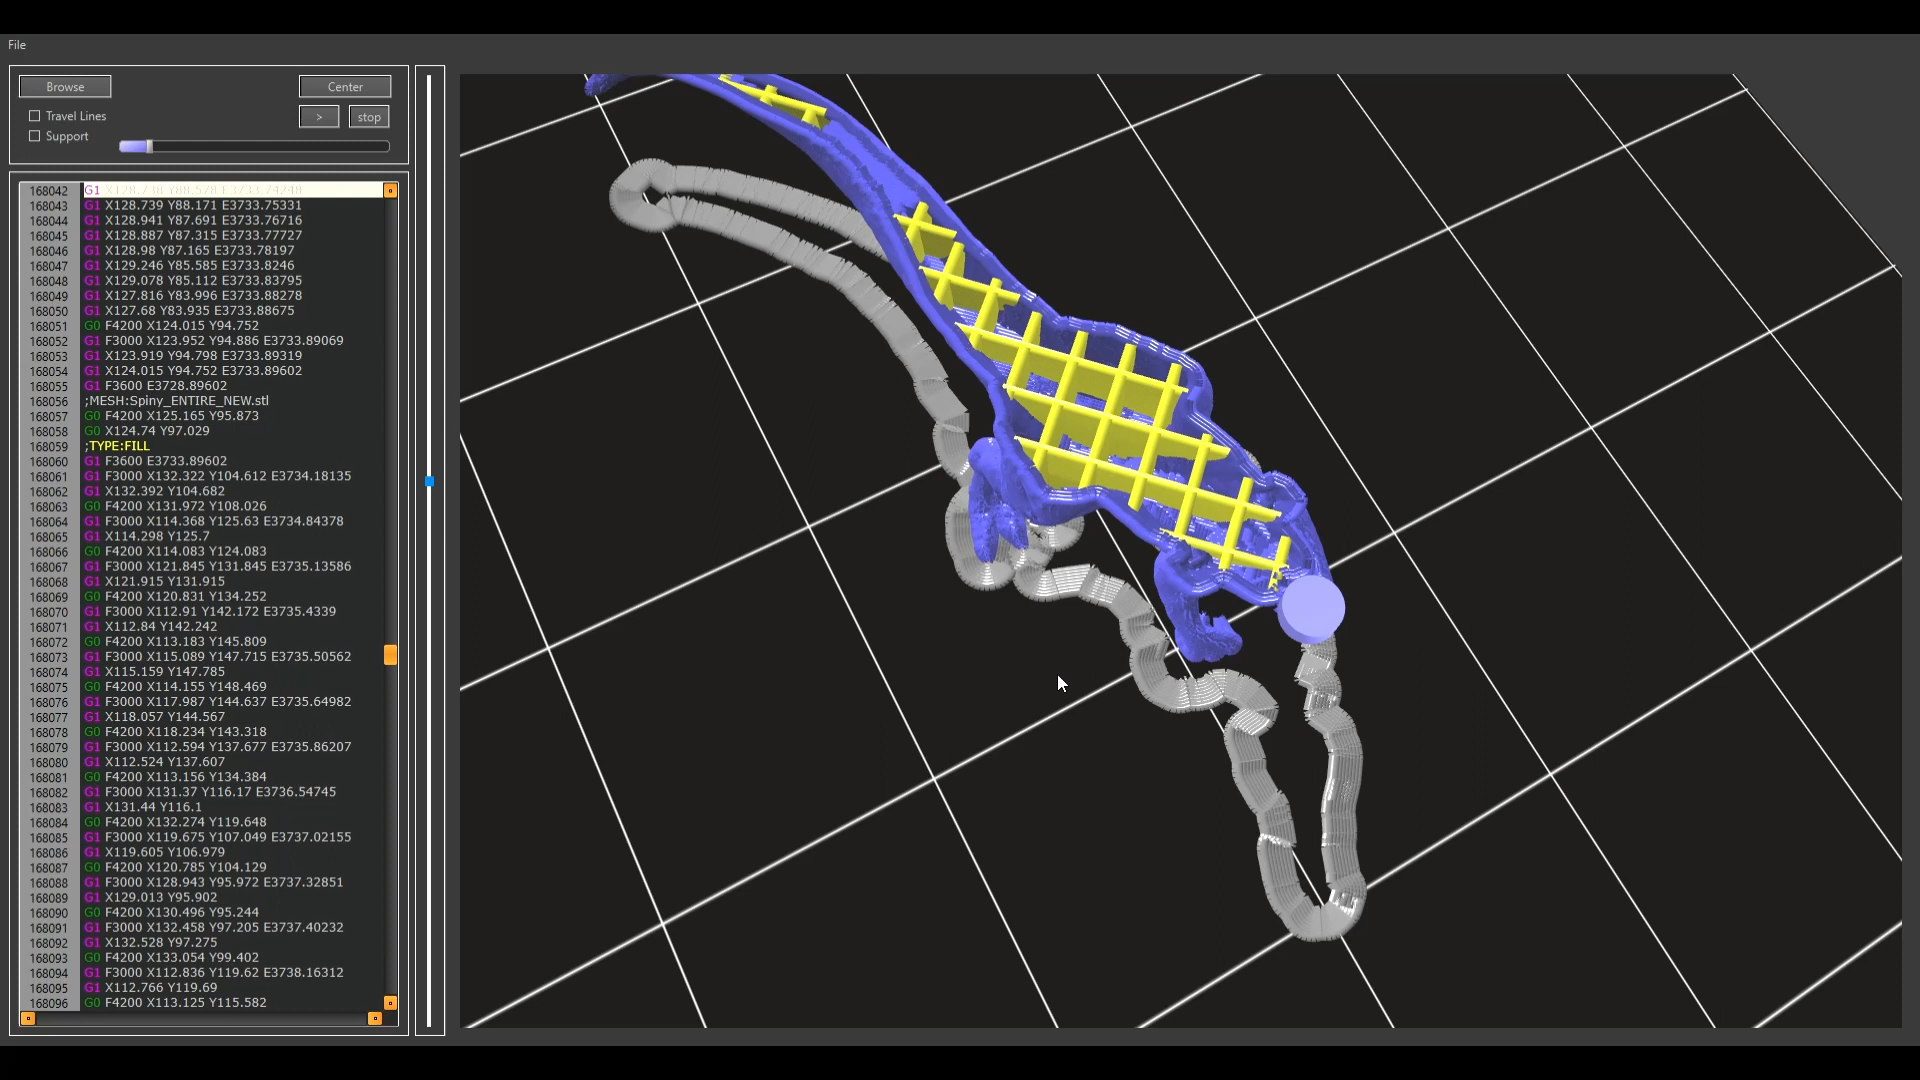 File
Browse
Center
Travel Lines
>
stop
Support
168042 G1 X128.738 Y88.578 E3733.74248
168043 G1 X128.739 Y88.171 E3733.75331
168044 G1 X128.941 Y87.691 E3733.76716
168045 G1 X128.887 Y87.315 E3733.77727
168046 G1 X128.98 Y87.165 E3733.78197
168047 G1 X129.246 Y85.585 E3733.8246
168048 G1 X129.078 Y85.112 E3733.83795
168049 G1 X127.816 Y83.996 E3733.88278
168050 G1 X127.68 Y83.935 E3733.88675
168051 G0 F4200 X124.015 Y94.752
168052 G1 F3000 X123.952 Y94.886 E3733.89069
168053 G1 X123.919 Y94.798 E3733.89319
168054 G1 X124.015 Y94.752 E3733.89602
168055 G1 F3600 E3728.89602
168056 ;MESH:Spiny_ENTIRE_NEW.stl
168057 G0 F4200 X125.165 Y95.873
168058 G0 X124.74 Y97.029
168059 ;TYPE:FILL
168060 G1 F3600 E3733.89602
168061 G1 F3000 X132.322 Y104.612 E3734.18135
168062 G1 X132.392 Y104.682
168063 G0 F4200 X131.972 Y108.026
168064 G1 F3000 X114.368 Y125.63 E3734.84378
168065 G1 X114.298 Y125.7
168066 G0 F4200 X114.083 Y124.083
168067 G1 F3000 X121.845 Y131.845 E3735.13586
168068 G1 X121.915 Y131.915
168069 G0 F4200 X120.831 Y134.252
168070 G1 F3000 X112.91 Y142.172 E3735.4339
168071 G1 X112.84 Y142.242
168072 G0 F4200 X113.183 Y145.809
168073 G1 F3000 X115.089 Y147.715 E3735.50562
168074 G1 X115.159 Y147.785
168075 G0 F4200 X114.155 Y148.469
168076 G1 F3000 X117.987 Y144.637 E3735.64982
168077 G1 X118.057 Y144.567
168078 G0 F4200 X118.234 Y143.318
168079 G1 F3000 X112.594 Y137.677 E3735.86207
168080 G1 X112.524 Y137.607
168081 G0 F4200 X113.156 Y134.384
168082 G1 F3000 X131.37 Y116.17 E3736.54745
168083 G1 X131.44 Y116.1
168084 G0 F4200 X132.274 Y119.648
168085 G1 F3000 X119.675 Y107.049 E3737.02155
168086 G1 X119.605 Y106.979
168087 G0 F4200 X120.785 Y104.129
168088 G1 F3000 X128.943 Y95.972 E3737.32851
168089 G1 X129.013 Y95.902
168090 G0 F4200 X130.496 Y95.244
168091 G1 F3000 X132.458 Y97.205 E3737.40232
168092 G1 X132.528 Y97.275
168093 G0 F4200 X133.054 Y99.402
168094 G1 F3000 X112.836 Y119.62 E3738.16312
168095 G1 X112.766 Y119.69
168096 G0 F4200 X113.125 Y115.582